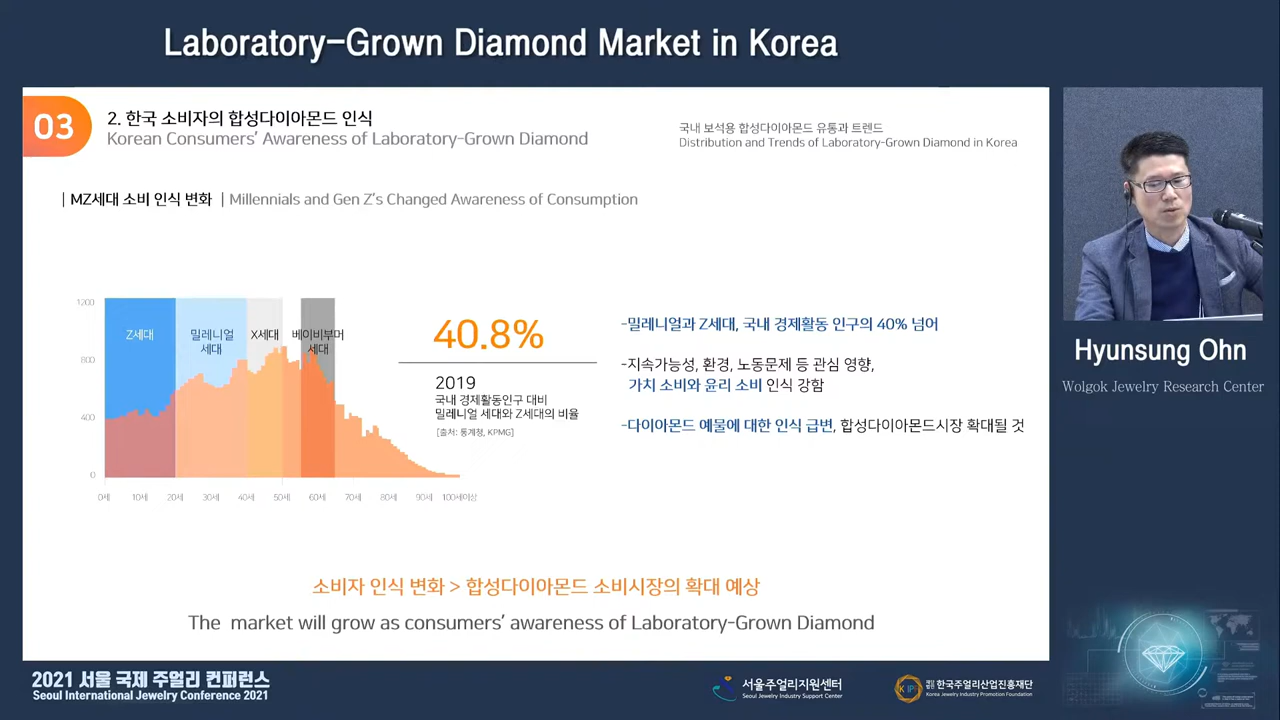 Laboratory-Grown Diamond Market in Korea
03
2. 한국 소비자의 합성다이아몬드 인식
Korean Consumers' Awareness of Laboratory-Grown Diamond
국내 보석용 합성다이아몬드 유통과 트렌드
Distribution and Trends of Laboratory-Grown Diamond in Korea
| MZ세대 소비 인식 변화 | Millennials and Gen Z's Changed Awareness of Consumption
1200
800
400
0
Z세대
밀레니얼
세대
X세대
베이비부머
세대
0세 10세 20세 30세 40세 50세 60세 70세 80세 90세 100세이상
40.8%
2019
국내 경제활동인구 대비
밀레니얼 세대와 Z세대의 비율
[출처: 통계청, KPMG]
-밀레니얼과 Z세대, 국내 경제활동 인구의 40% 넘어
-지속가능성, 환경, 노동문제 등 관심 영향,
가치 소비와 윤리 소비 인식 강함
-다이아몬드 예물에 대한 인식 급변, 합성다이아몬드시장 확대될 것
소비자 인식 변화 > 합성다이아몬드 소비시장의 확대 예상
The market will grow as consumers' awareness of Laboratory-Grown Diamond
Hyunsung Ohn
Wolgok Jewelry Research Center
2021 서울 국제 주얼리 컨퍼런스
Seoul International Jewelry Conference 2021
서울주얼리지원센터
Seoul Jewelry Industry Support Center
재단법인 한국주얼리산업진흥재단
Korea Jewelry Industry Promotion Foundation